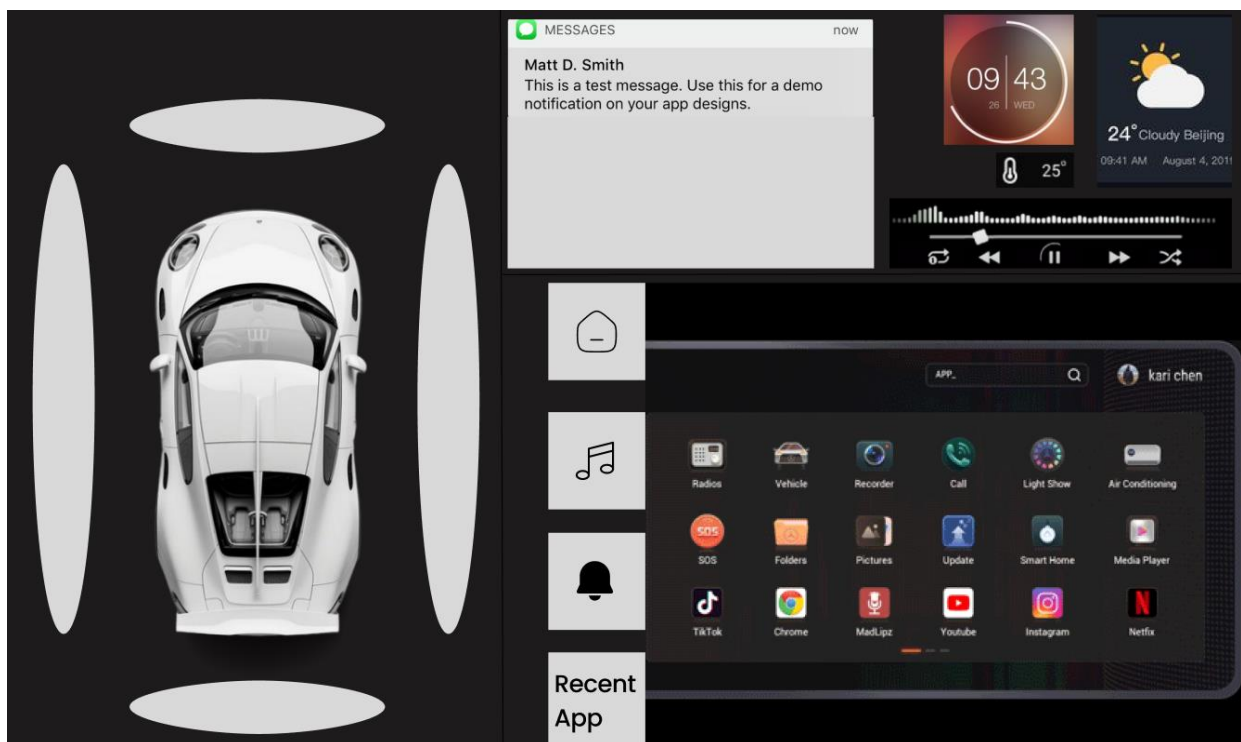 MESSAGES now
Matt D. Smith
This is a test message. Use this for a demo
notification on your app designs.
09 43
26 WED
25°
24° Cloudy Beijing
09:41 AM August 4, 201
APP_
kari chen
Radios Vehicle Recorder Call Light Show Air Conditioning
SOS
SOS Folders Pictures Update Smart Home Media Player
TikTok Chrome MadLipz Youtube Instagram Netfix
Recent
App